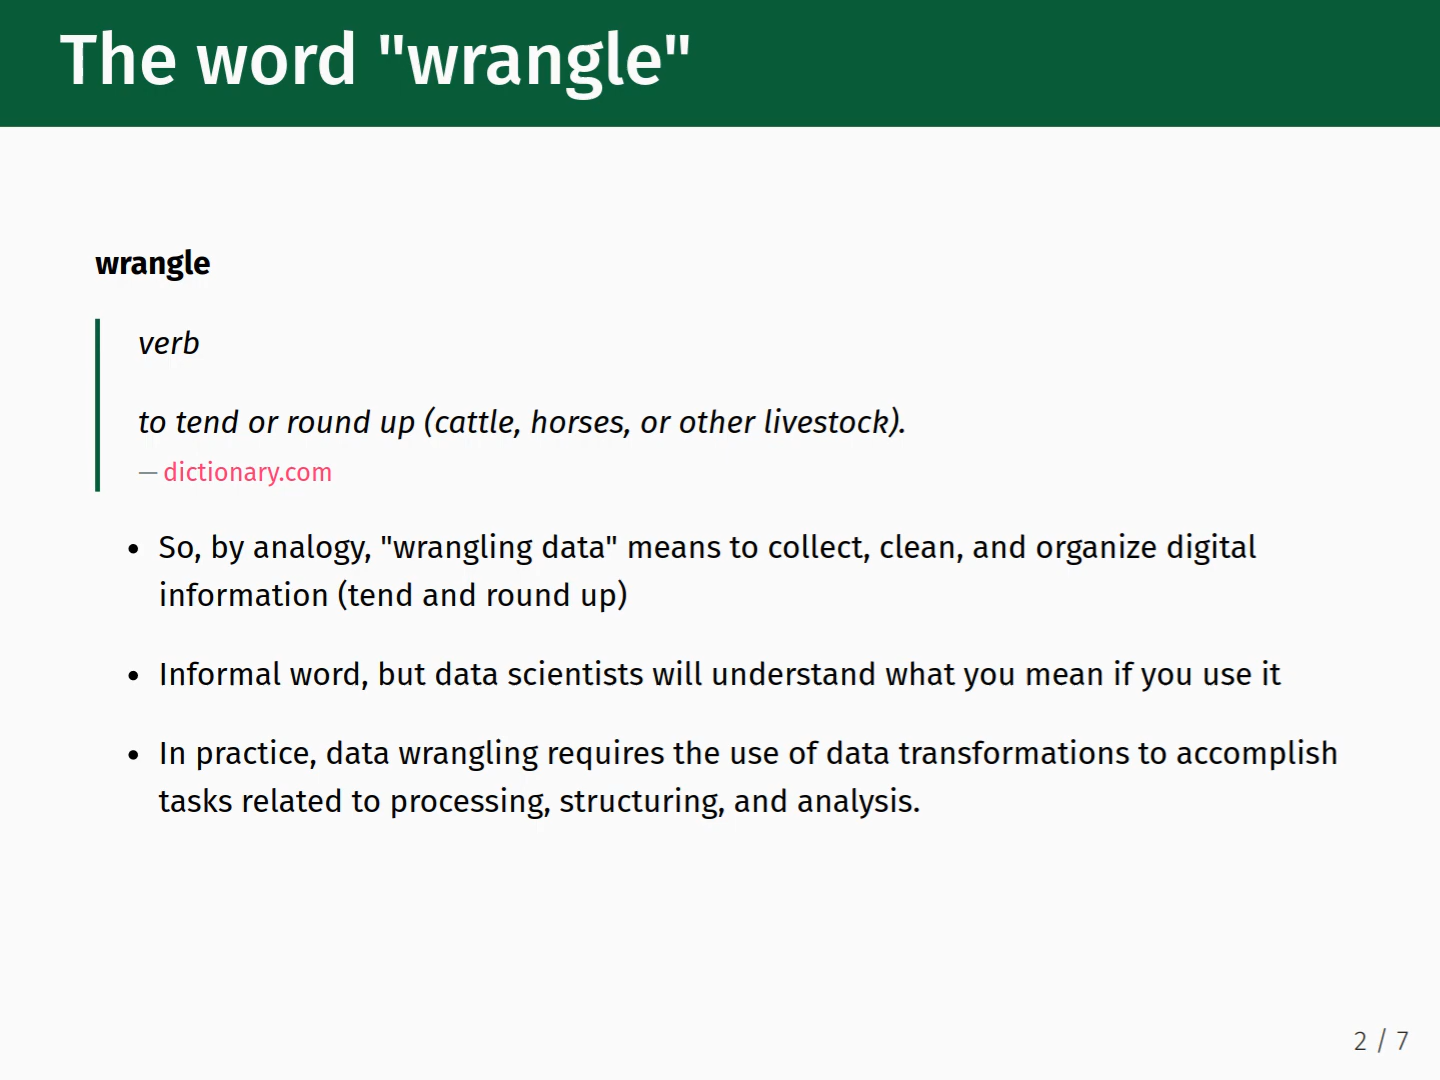 The word "wrangle"
wrangle
verb
to tend or round up (cattle, horses, or other livestock).
— dictionary.com
• So, by analogy, "wrangling data" means to collect, clean, and organize digital
information (tend and round up)
• Informal word, but data scientists will understand what you mean if you use it
• In practice, data wrangling requires the use of data transformations to accomplish
tasks related to processing, structuring, and analysis.
2 / 7